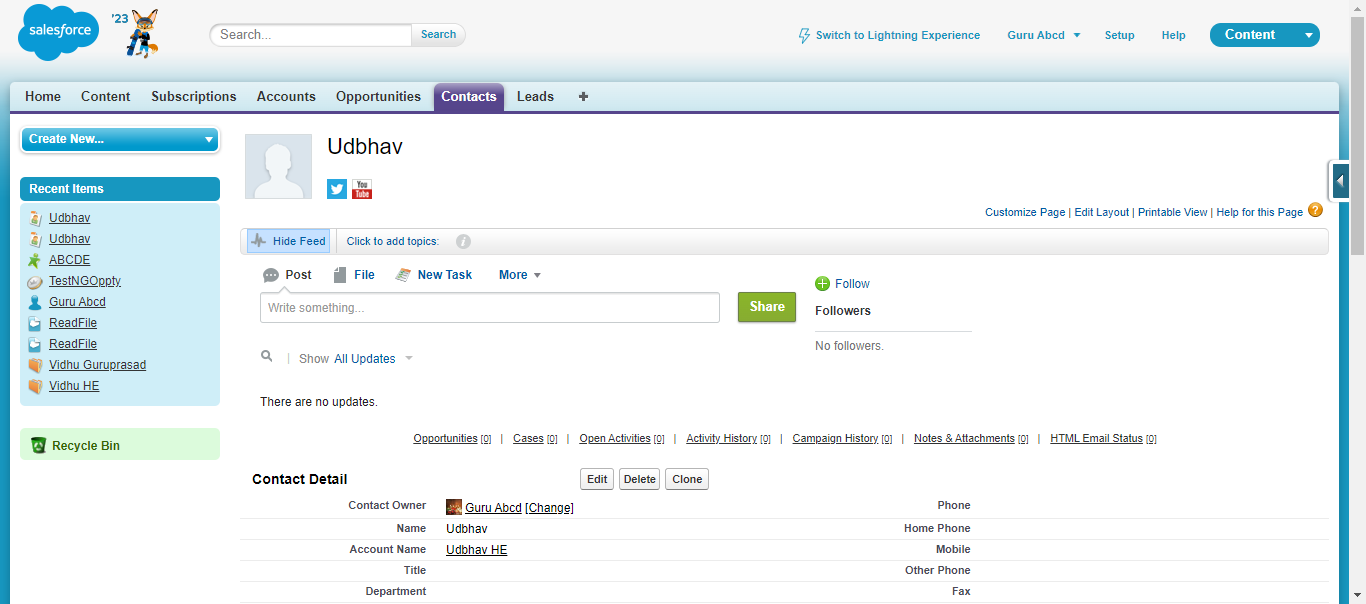 salesforce
'23
Search...
Search
Switch to Lightning Experience
Guru Abcd
Setup
Help
Content
Home Content Subscriptions Accounts Opportunities Contacts Leads +
Create New...
Recent Items
Udbhav
Udbhav
ABCDE
TestNGOppty
Guru Abcd
ReadFile
ReadFile
Vidhu Guruprasad
Vidhu HE
Recycle Bin
Udbhav
You
Tube
Customize Page | Edit Layout | Printable View | Help for this Page ?
Hide Feed
Click to add topics: i
Post File New Task More
Write something...
Share
Show All Updates
There are no updates.
Follow
Followers
No followers.
Opportunities [0] | Cases [0] | Open Activities [0] | Activity History [0] | Campaign History [0] | Notes & Attachments [0] | HTML Email Status [0]
Contact Detail
Edit Delete Clone
Contact Owner Guru Abcd [Change] Phone
Name Udbhav Home Phone
Account Name Udbhav HE Mobile
Title Other Phone
Department Fax